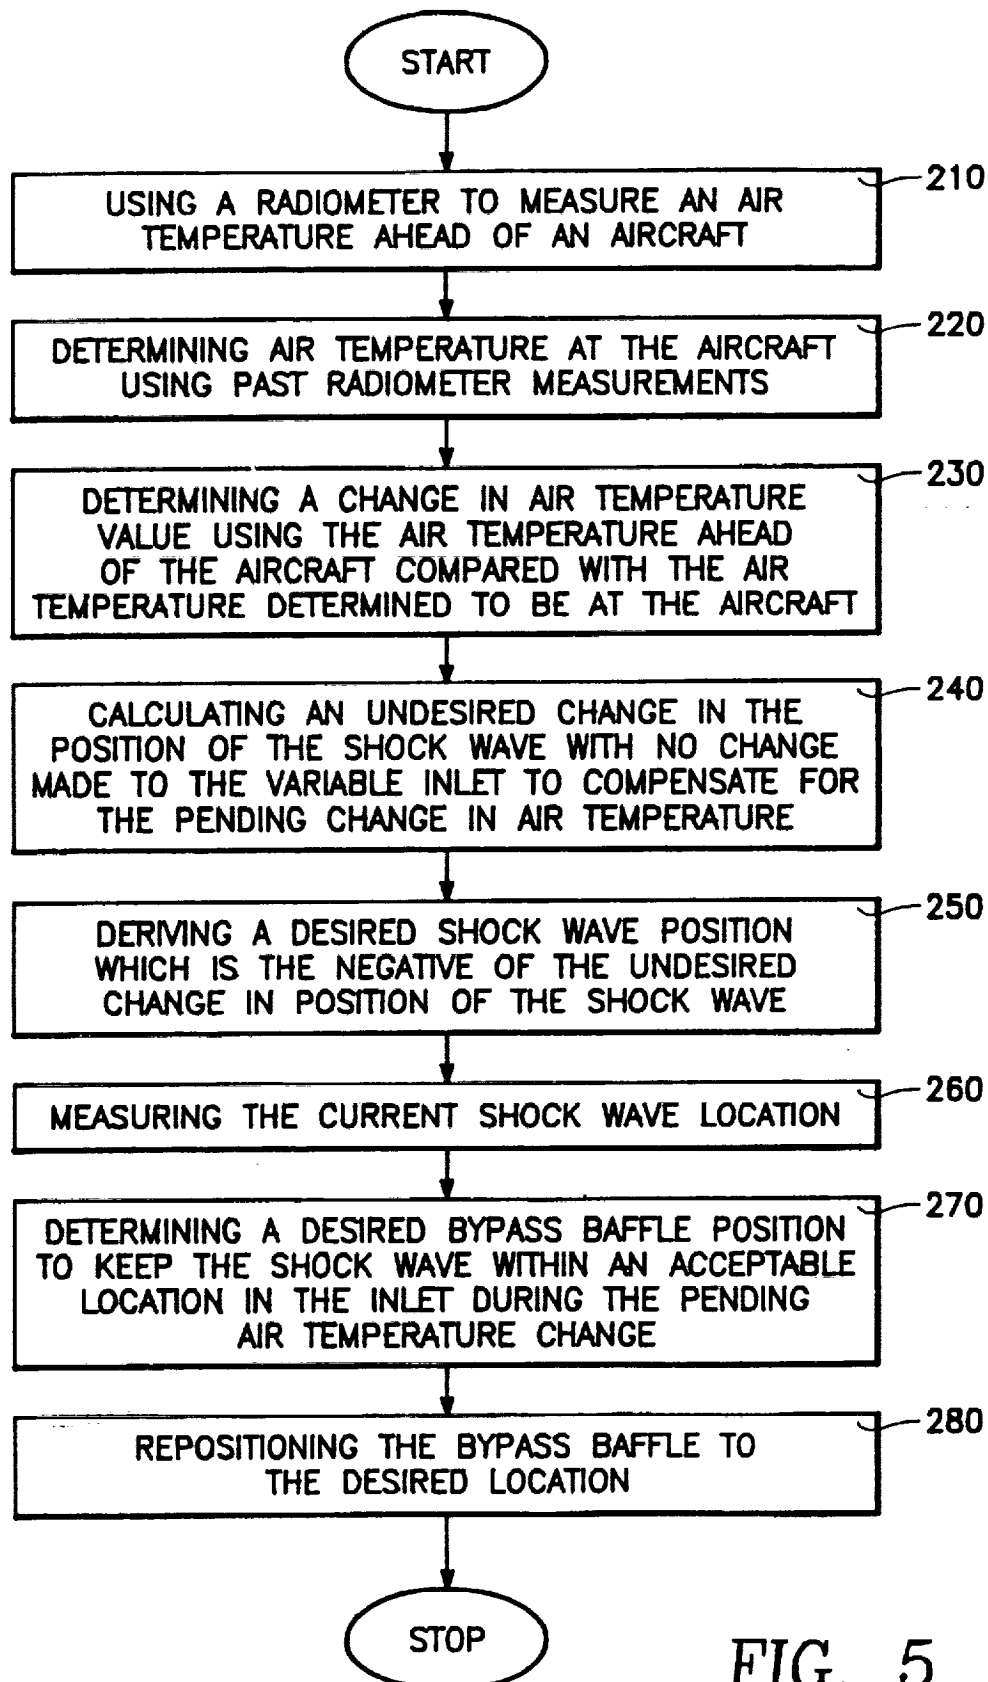 START
210
USING A RADIOMETER TO MEASURE AN AIR
TEMPERATURE AHEAD OF AN AIRCRAFT
220
DETERMINING AIR TEMPERATURE AT THE AIRCRAFT
USING PAST RADIOMETER MEASUREMENTS
230
DETERMINING A CHANGE IN AIR TEMPERATURE
VALUE USING THE AIR TEMPERATURE AHEAD
OF THE AIRCRAFT COMPARED WITH THE AIR
TEMPERATURE DETERMINED TO BE AT THE AIRCRAFT
240
CALCULATING AN UNDESIRED CHANGE IN THE
POSITION OF THE SHOCK WAVE WITH NO CHANGE
MADE TO THE VARIABLE INLET TO COMPENSATE FOR
THE PENDING CHANGE IN AIR TEMPERATURE
250
DERIVING A DESIRED SHOCK WAVE POSITION
WHICH IS THE NEGATIVE OF THE UNDESIRED
CHANGE IN POSITION OF THE SHOCK WAVE
260
MEASURING THE CURRENT SHOCK WAVE LOCATION
270
DETERMINING A DESIRED BYPASS BAFFLE POSITION
TO KEEP THE SHOCK WAVE WITHIN AN ACCEPTABLE
LOCATION IN THE INLET DURING THE PENDING
AIR TEMPERATURE CHANGE
280
REPOSITIONING THE BYPASS BAFFLE TO
THE DESIRED LOCATION
STOP
FIG. 5